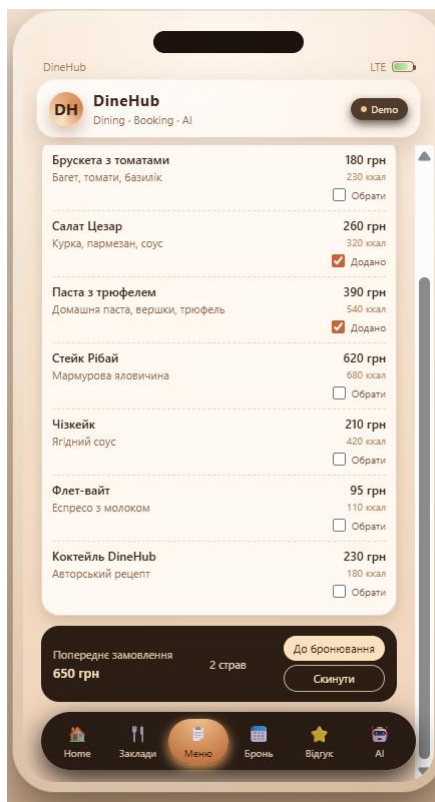 DineHub LTE
DH
DineHub
Dining · Booking · AI
Demo
Брускета з томатами 180 грн
Багет, томати, базилік 230 ккал
Обрати
Салат Цезар 260 грн
Курка, пармезан, соус 320 ккал
Додано
Паста з трюфелем 390 грн
Домашня паста, вершки, трюфель 540 ккал
Додано
Стейк Рібай 620 грн
Мармурова яловичина 680 ккал
Обрати
Чізкейк 210 грн
Ягідний соус 420 ккал
Обрати
Флет-вайт 95 грн
Еспресо з молоком 110 ккал
Обрати
Коктейль DineHub 230 грн
Авторський рецепт 180 ккал
Обрати
Попереднє замовлення
650 грн
2 страв
До бронювання
Скинути
Home Заклади Меню Бронь Відгук AI